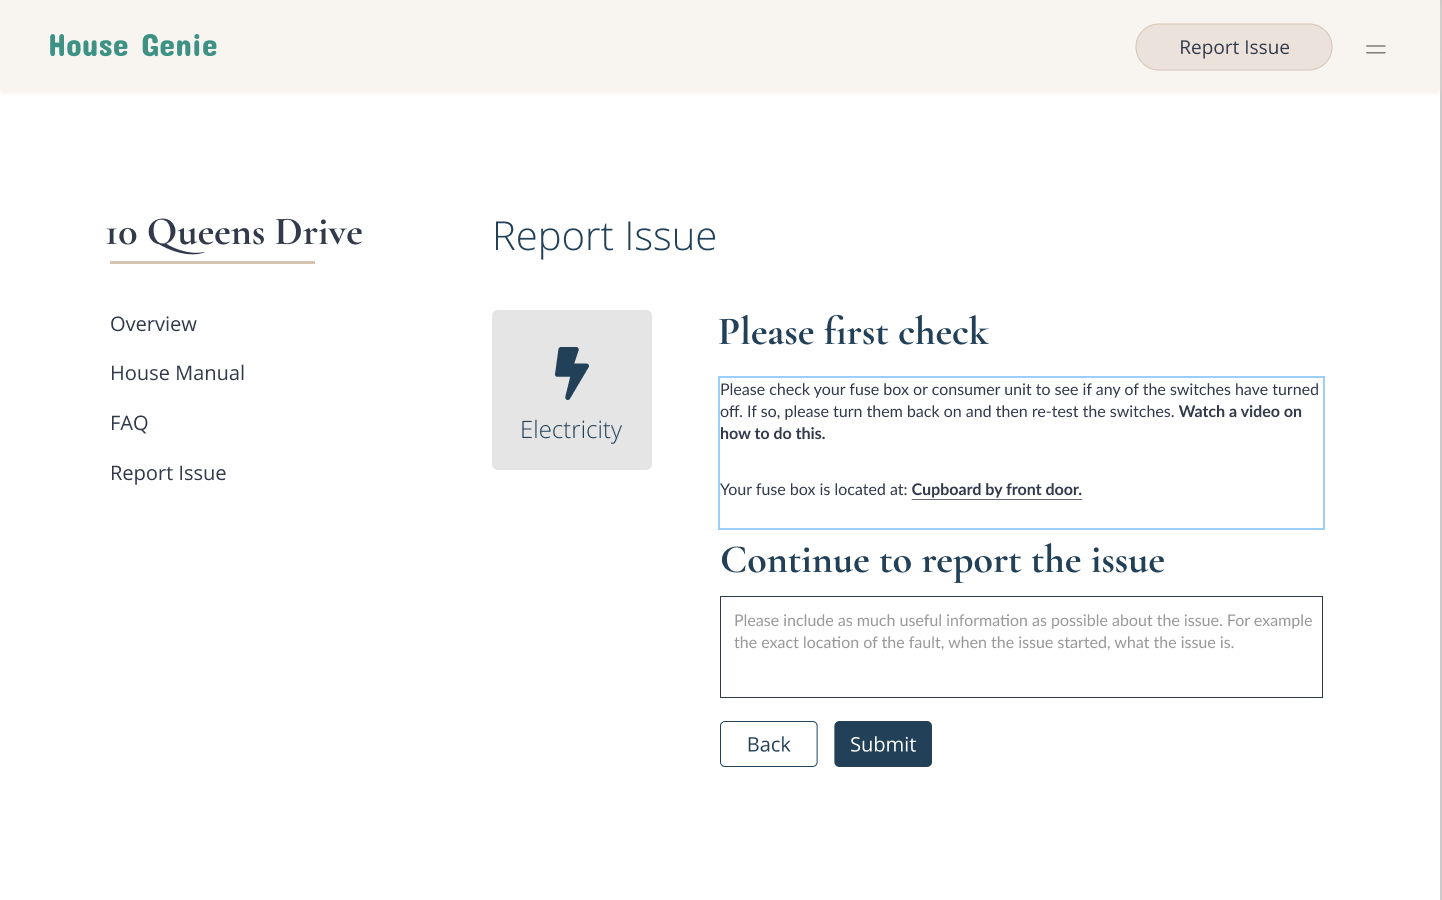 House Genie
Report Issue
10 Queens Drive
Overview
House Manual
FAQ
Report Issue
Report Issue
Electricity
Please first check
Please check your fuse box or consumer unit to see if any of the switches have turned
off. If so, please turn them back on and then re-test the switches. Watch a video on
how to do this.
Your fuse box is located at: Cupboard by front door.
Continue to report the issue
Please include as much useful information as possible about the issue. For example
the exact location of the fault, when the issue started, what the issue is.
Back
Submit